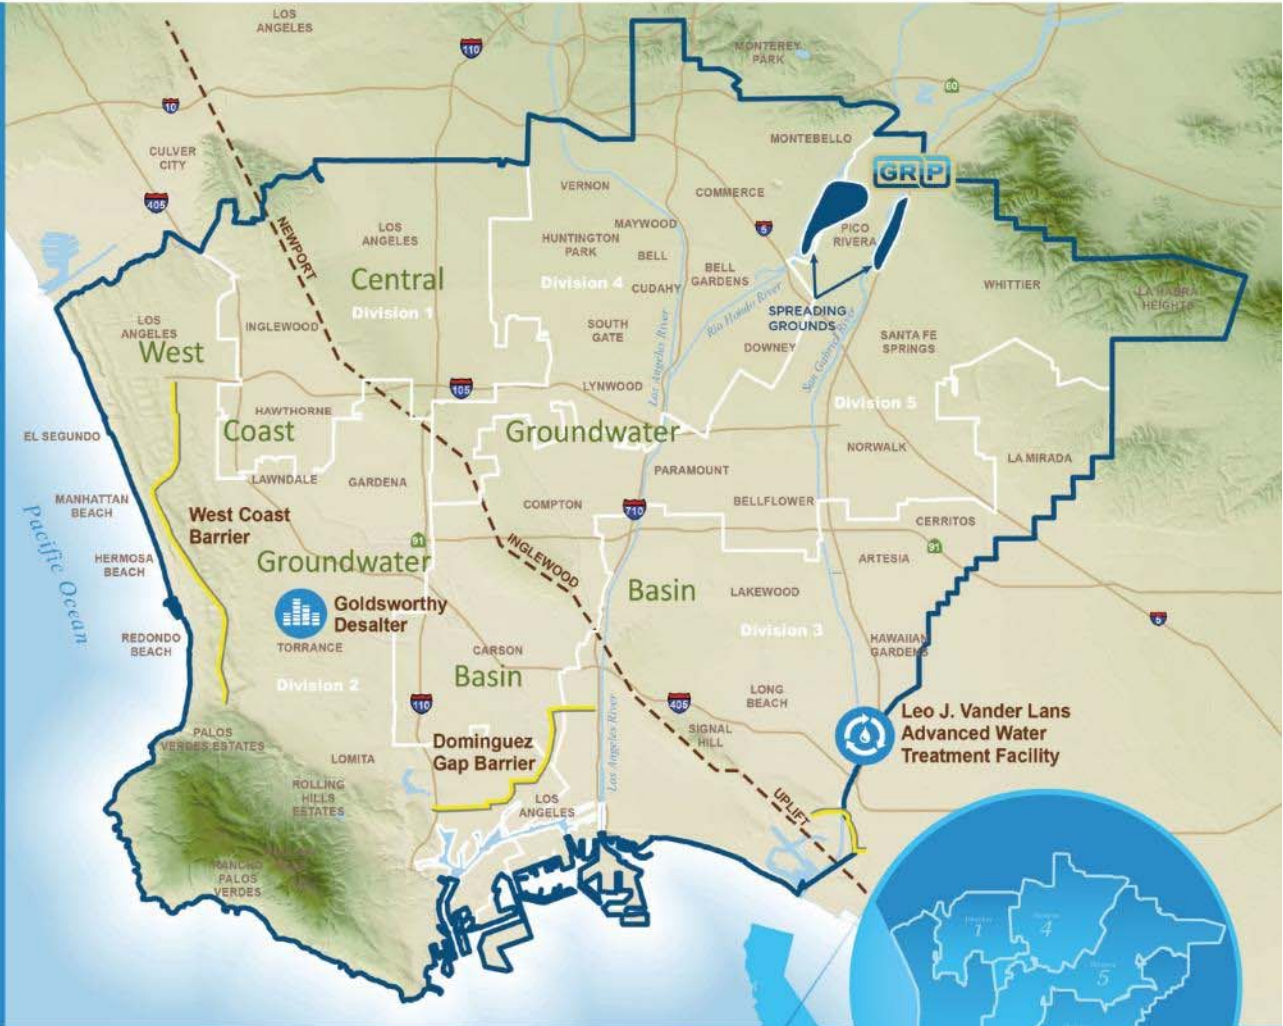 LOS
ANGELES
110
MONTEREY
PARK
60
10
MONTEBELLO
CULVER
CITY
GRIP
405
VERNON
COMMERCE
NEWPORT
LOS
ANGELES
MAYWOOD
5
HUNTINGTON
PARK
BELL
PICO
RIVERA
Central
Division 1
Division 4
CUDAHY
BELL
GARDENS
WHITTIER
LA HABRA
HEIGHTS
Rio Hondo River
SPREADING
GROUNDS
LOS
ANGELES
INGLEWOOD
SOUTH
GATE
Los Angeles River
DOWNEY
San Gabriel River
SANTA FE
SPRINGS
West
105
LYNWOOD
Division 5
HAWTHORNE
Coast
Groundwater
EL SEGUNDO
NORWALK
LA MIRADA
LAWNDALE
GARDENA
PARAMOUNT
MANHATTAN
BEACH
COMPTON
710
BELLFLOWER
West Coast
Barrier
CERRITOS
Pacific Ocean
91
INGLEWOOD
91
HERMOSA
BEACH
Groundwater
ARTESIA
Basin
LAKEWOOD
Goldsworthy
Desalter
5
Division 3
REDONDO
BEACH
TORRANCE
CARSON
HAWAIIAN
GARDENS
Division 2
Basin
LONG
BEACH
110
405
Leo J. Vander Lans
Advanced Water
Treatment Facility
PALOS
VERDES ESTATES
SIGNAL
HILL
Dominguez
Gap Barrier
LOMITA
Los Angeles River
ROLLING
HILLS
ESTATES
LOS
ANGELES
UPLIFT
RANCHO
PALOS
VERDES
Division
1
Division
4
Division
5